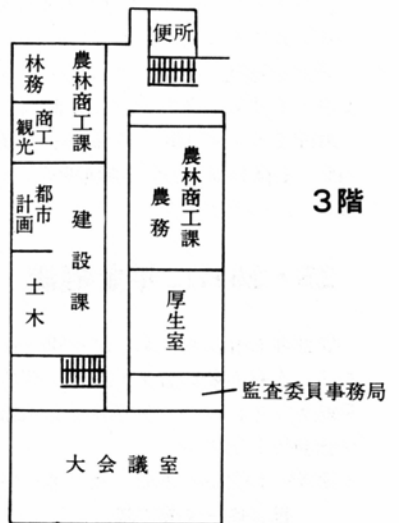 便所
林務
農林商工課
商工
観光
農林商工課
農務
3階
都市
計画
建設課
土木
厚生室
監査委員事務局
大会議室